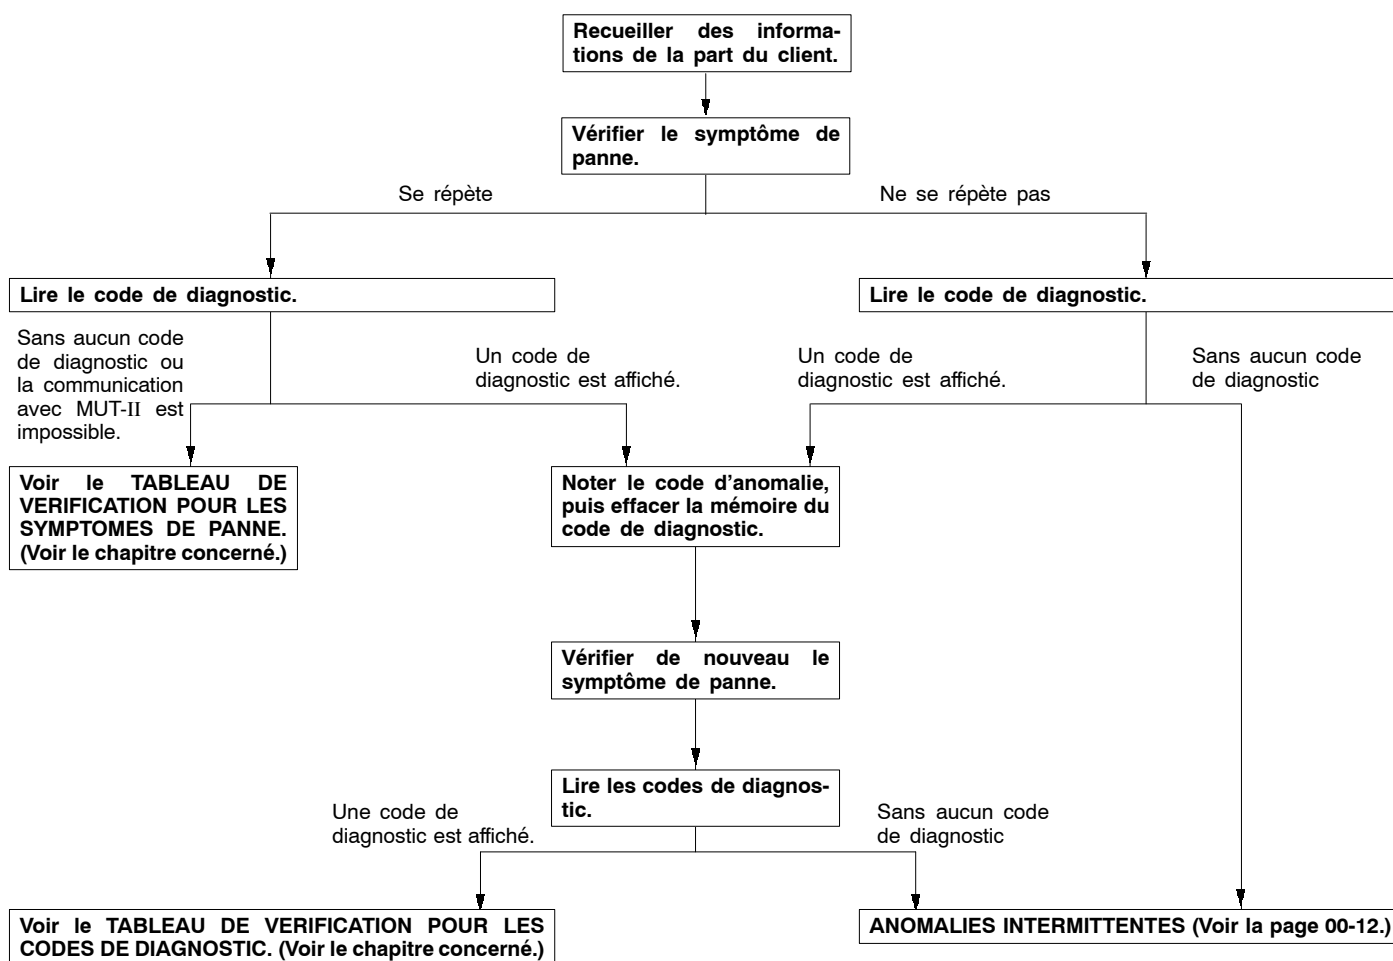 Recueiller des informa-
tions de la part du client.
Vérifier le symptôme de
panne.
Se répète
Ne se répète pas
Lire le code de diagnostic.
Lire le code de diagnostic.
Sans aucun code
de diagnostic ou
la communication
avec MUT-II est
impossible.
Un code de
diagnostic est affiché.
Un code de
diagnostic est affiché.
Sans aucun code
de diagnostic
Voir le TABLEAU DE
VERIFICATION POUR LES
SYMPTOMES DE PANNE.
(Voir le chapitre concerné.)
Noter le code d'anomalie,
puis effacer la mémoire du
code de diagnostic.
Vérifier de nouveau le
symptôme de panne.
Lire les codes de diagnos-
tic.
Une code de
diagnostic est affiché.
Sans aucun code
de diagnostic
Voir le TABLEAU DE VERIFICATION POUR LES
CODES DE DIAGNOSTIC. (Voir le chapitre concerné.)
ANOMALIES INTERMITTENTES (Voir la page 00-12.)